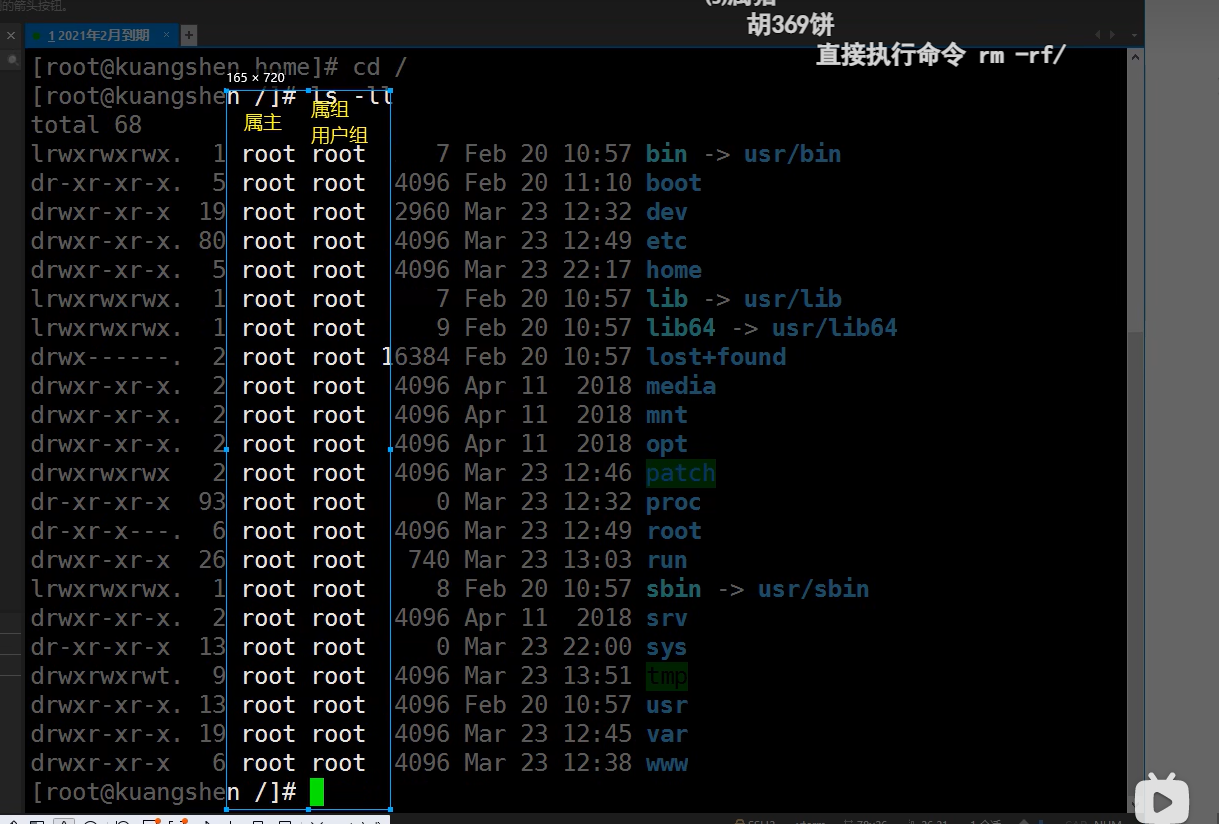 的箭头按钮。
胡369饼
1 2021年2月到期 × +
直接执行命令 rm -rf/
[root@kuangshen home]# cd /
165 × 720
[root@kuangshen /]# ls -ll
total 68
属主 属组
用户组
lrwxrwxrwx. 1 root root 7 Feb 20 10:57 bin -> usr/bin
dr-xr-xr-x. 5 root root 4096 Feb 20 11:10 boot
drwxr-xr-x 19 root root 2960 Mar 23 12:32 dev
drwxr-xr-x. 80 root root 4096 Mar 23 12:49 etc
drwxr-xr-x. 5 root root 4096 Mar 23 22:17 home
lrwxrwxrwx. 1 root root 7 Feb 20 10:57 lib -> usr/lib
lrwxrwxrwx. 1 root root 9 Feb 20 10:57 lib64 -> usr/lib64
drwx------. 2 root root 16384 Feb 20 10:57 lost+found
drwxr-xr-x. 2 root root 4096 Apr 11 2018 media
drwxr-xr-x. 2 root root 4096 Apr 11 2018 mnt
drwxr-xr-x. 2 root root 4096 Apr 11 2018 opt
drwxrwxrwx 2 root root 4096 Mar 23 12:46 patch
dr-xr-xr-x 93 root root 0 Mar 23 12:32 proc
dr-xr-x---. 6 root root 4096 Mar 23 12:49 root
drwxr-xr-x 26 root root 740 Mar 23 13:03 run
lrwxrwxrwx. 1 root root 8 Feb 20 10:57 sbin -> usr/sbin
drwxr-xr-x. 2 root root 4096 Apr 11 2018 srv
dr-xr-xr-x 13 root root 0 Mar 23 22:00 sys
drwxrwxrwt. 9 root root 4096 Mar 23 13:51 tmp
drwxr-xr-x. 13 root root 4096 Feb 20 10:57 usr
drwxr-xr-x. 19 root root 4096 Mar 23 12:45 var
drwxr-xr-x 6 root root 4096 Mar 23 12:38 www
[root@kuangshen /]#